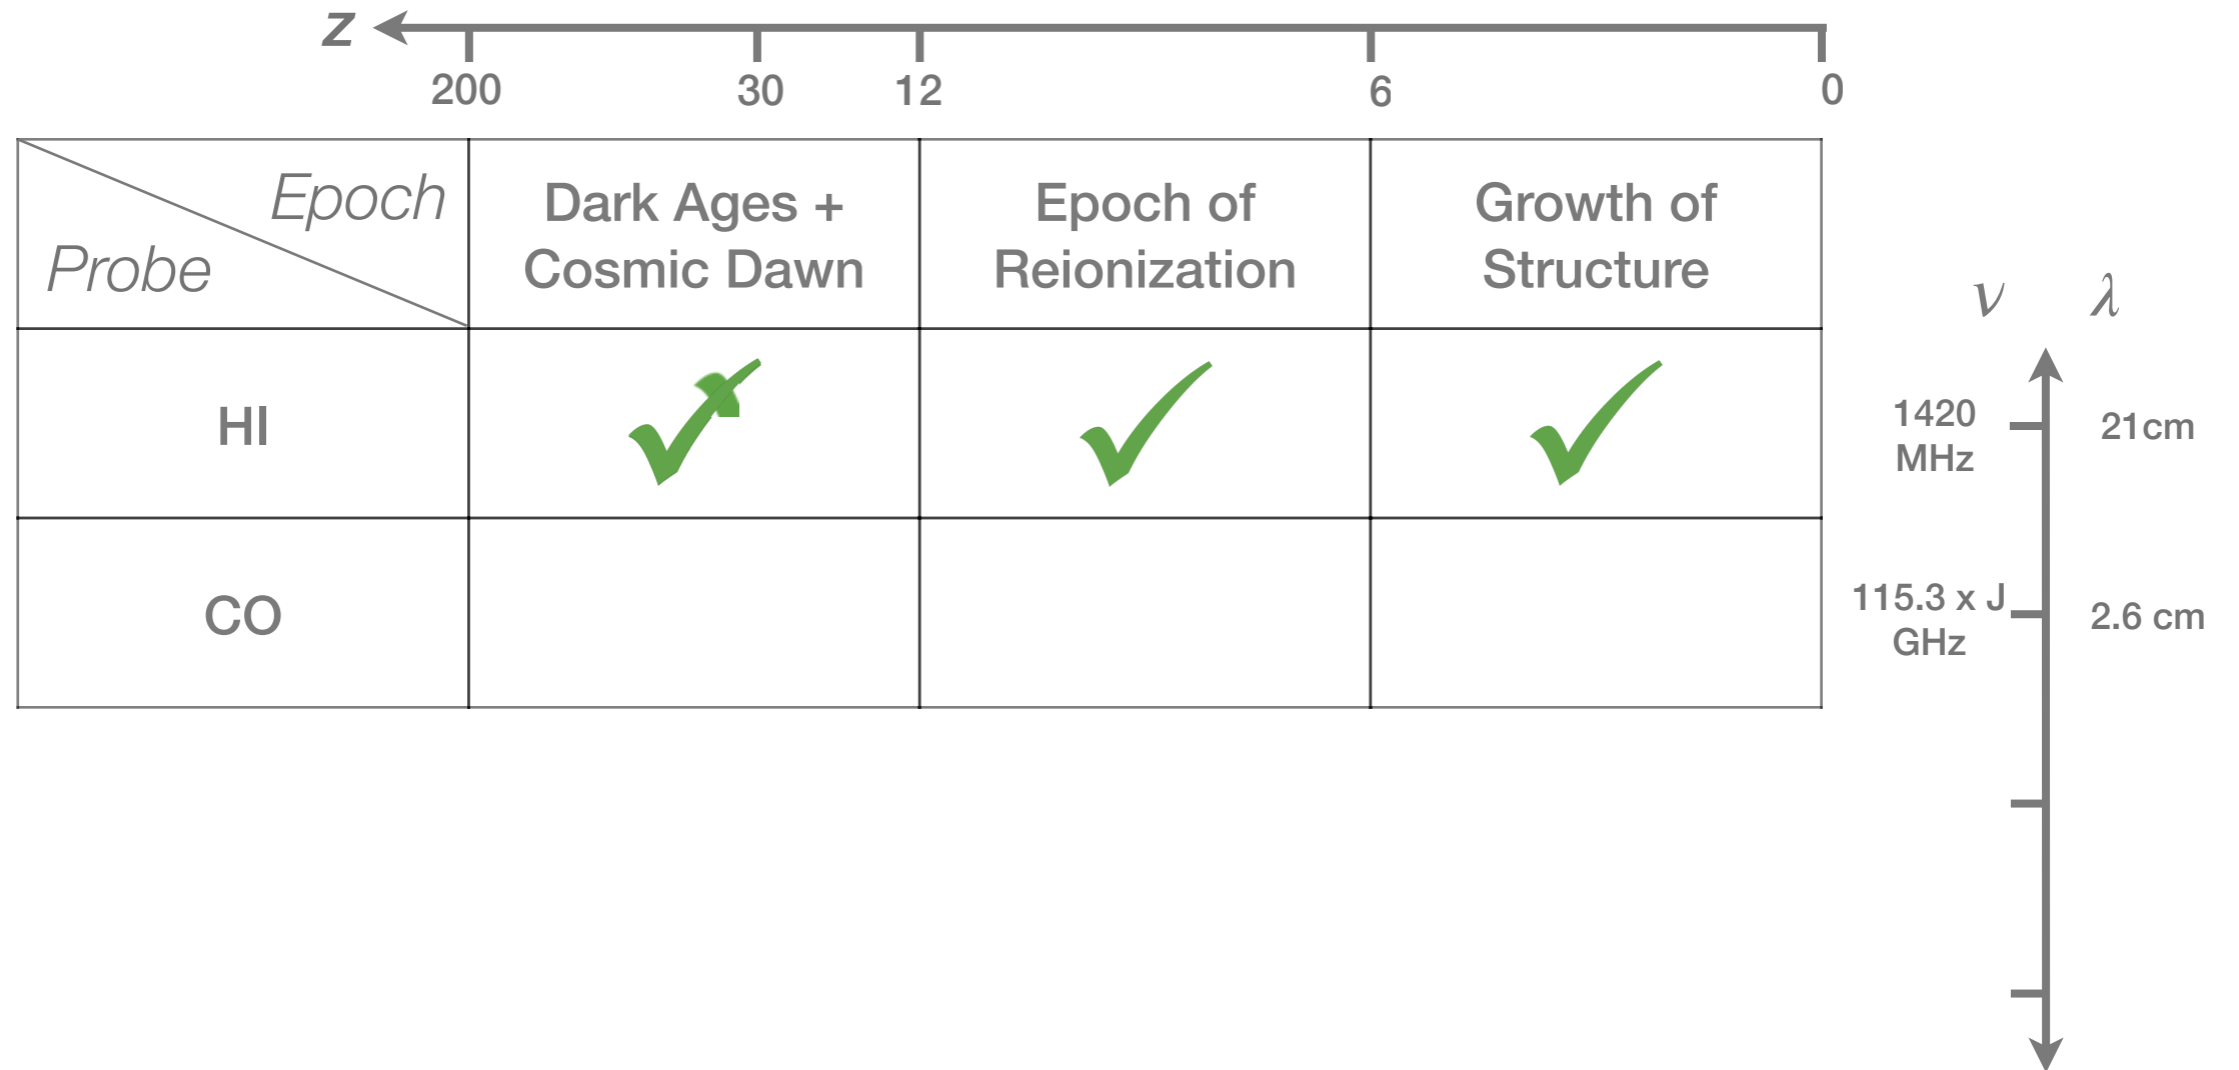 z
200 30 12 6 0
Epoch
Probe
Dark Ages +
Cosmic Dawn
Epoch of
Reionization
Growth of
Structure
ν λ
HI
1420
MHz
21cm
CO
115.3 x J
GHz
2.6 cm